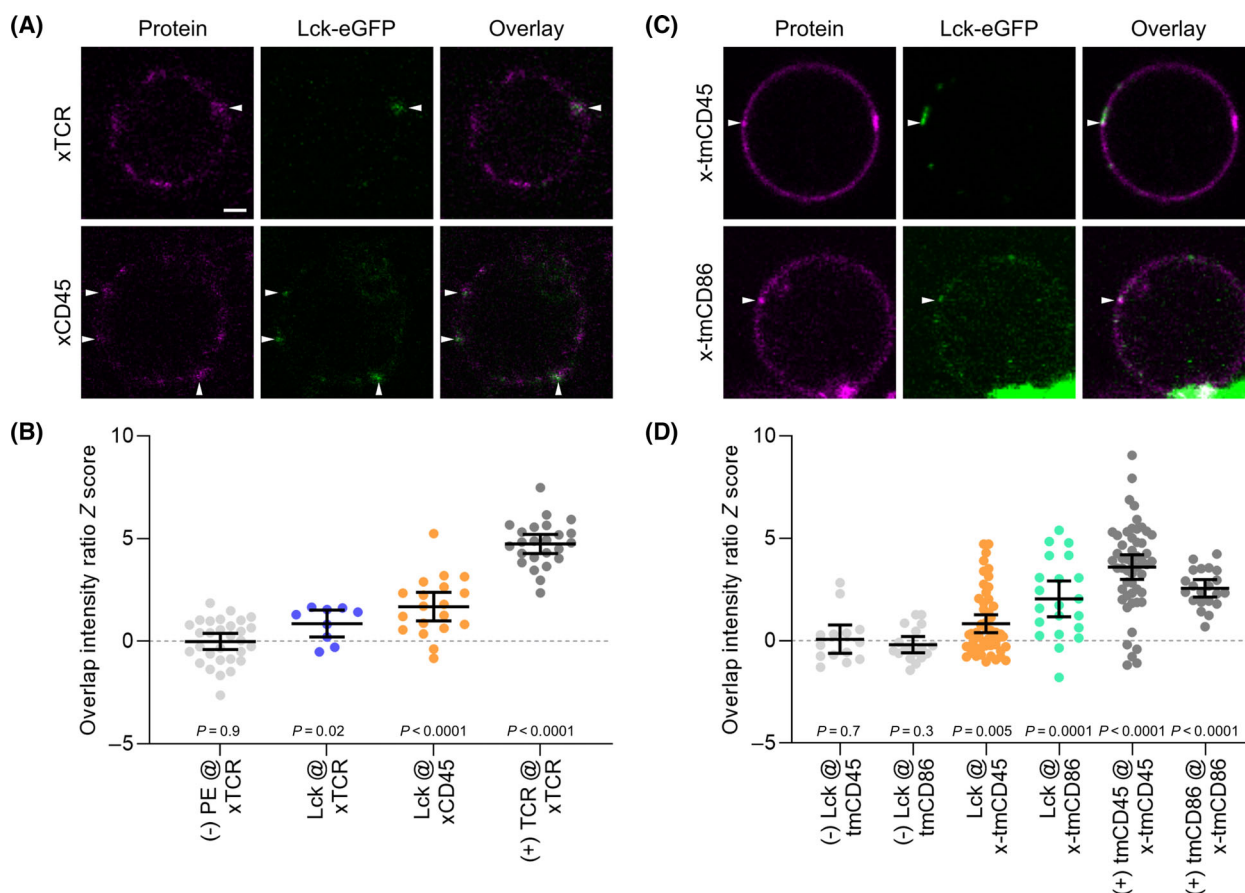 (A)
Protein Lck-eGFP Overlay
xTCR
xCD45
(B)
Overlap intensity ratio Z score
10
5
0
–5
P = 0.9 P = 0.02 P < 0.0001 P < 0.0001
(-) PE @
xTCR
Lck @
xTCR
Lck @
xCD45
(+) TCR @
xTCR
(C)
Protein Lck-eGFP Overlay
x-tmCD45
x-tmCD86
(D)
Overlap intensity ratio Z score
10
5
0
–5
P = 0.7 P = 0.3 P = 0.005 P = 0.0001 P < 0.0001 P < 0.0001
(-) Lck @
tmCD45
(-) Lck @
tmCD86
Lck @
x-tmCD45
Lck @
x-tmCD86
(+) tmCD45 @
x-tmCD45
(+) tmCD86 @
x-tmCD86